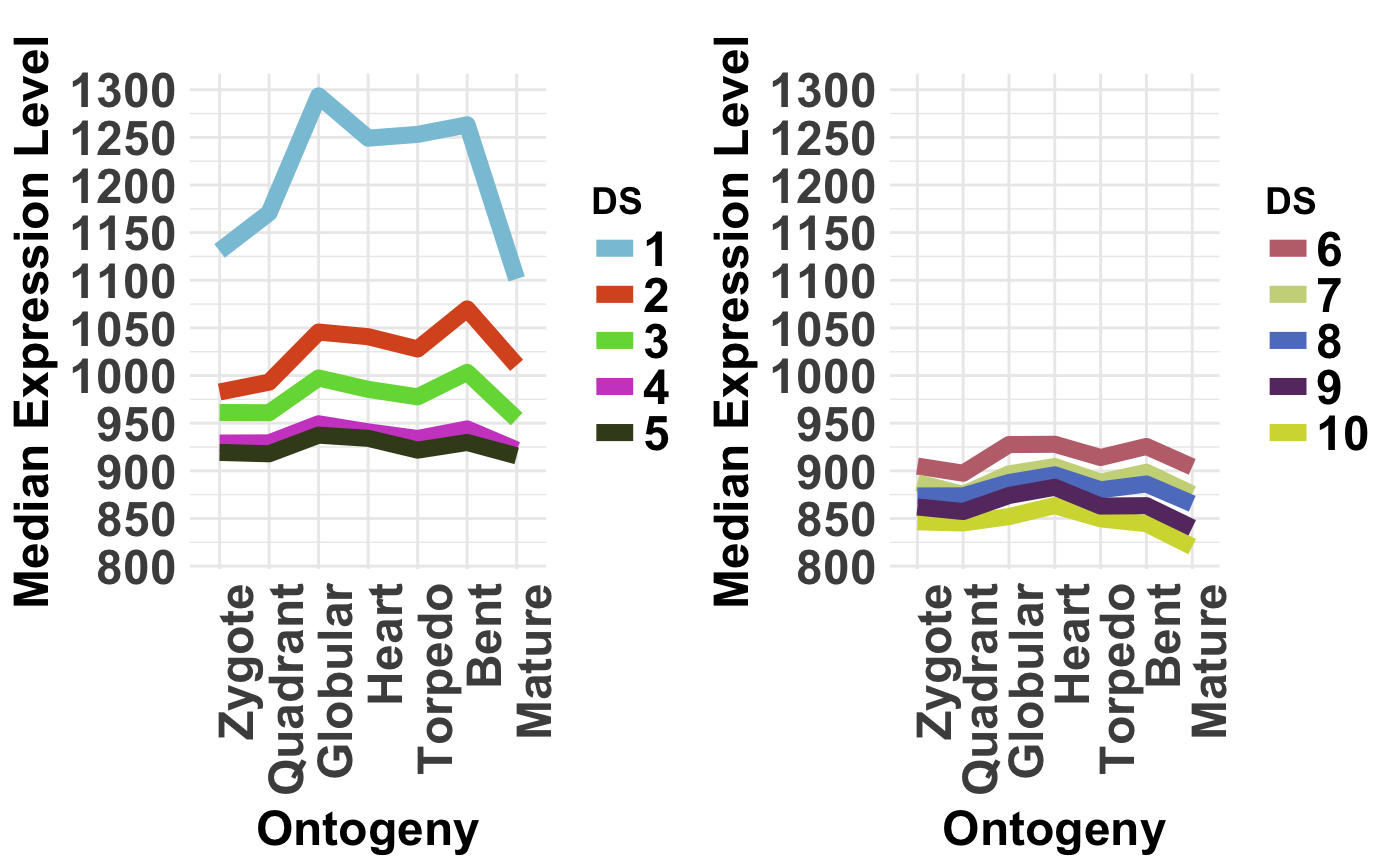 Median Expression Level
1300
1250
1200
1150
1100
1050
1000
950
900
850
800
Zygote
Quadrant
Globular
Heart
Torpedo
Bent
Mature
Ontogeny
DS
1
2
3
4
5
Median Expression Level
1300
1250
1200
1150
1100
1050
1000
950
900
850
800
Zygote
Quadrant
Globular
Heart
Torpedo
Bent
Mature
Ontogeny
DS
6
7
8
9
10